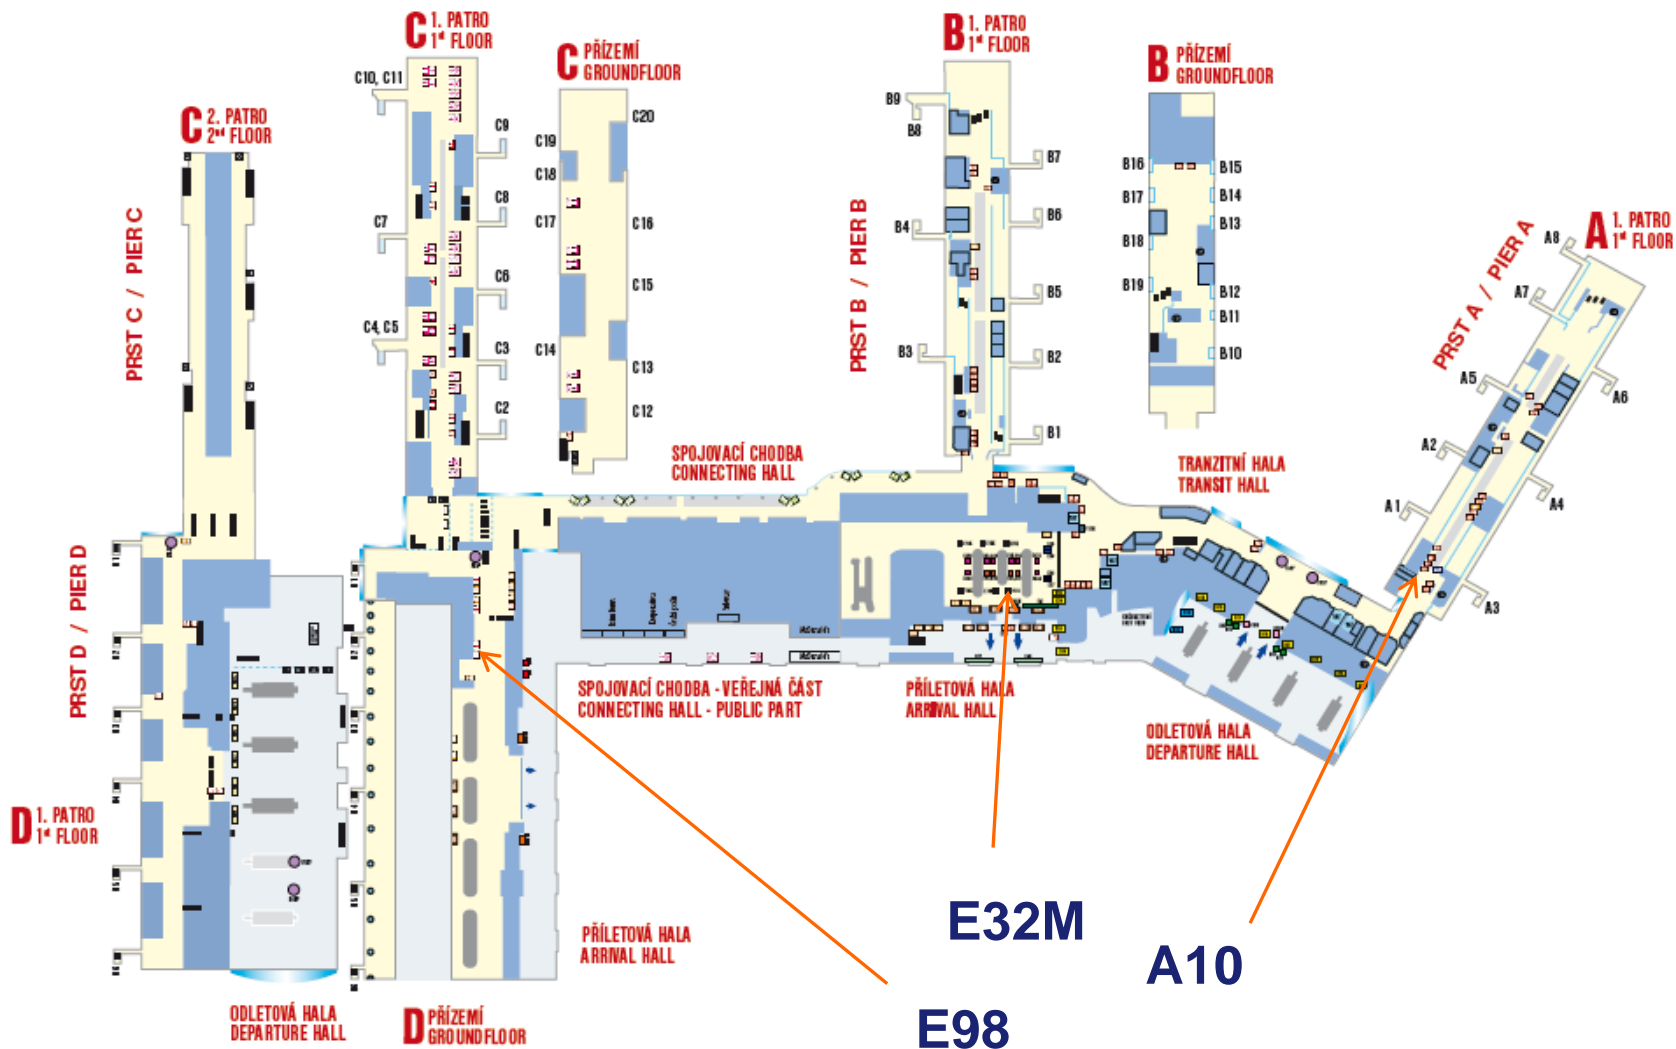 C 1. PATRO
1st FLOOR
B 1. PATRO
1st FLOOR
C PŘÍZEMÍ
GROUNDFLOOR
B PŘÍZEMÍ
GROUNDFLOOR
C 2. PATRO
2nd FLOOR
A 1. PATRO
1st FLOOR
C10, C11
C9
C8
C7
C6
C4, C5
C3
C2
C20
C19
C18
C17
C16
C15
C14
C13
C12
B9
B8
B7
B6
B4
B5
B3
B2
B1
B16
B15
B17
B14
B13
B18
B19
B12
B11
B10
A8
A7
A5
A6
A2
A4
A1
A3
PRST C / PIER C
PRST B / PIER B
PRST A / PIER A
PRST D / PIER D
SPOJOVACÍ CHODBA
CONNECTING HALL
TRANZITNÍ HALA
TRANSIT HALL
SPOJOVACÍ CHODBA - VEŘEJNÁ ČÁST
CONNECTING HALL - PUBLIC PART
PŘÍLETOVÁ HALA
ARRIVAL HALL
ODLETOVÁ HALA
DEPARTURE HALL
D 1. PATRO
1st FLOOR
PŘÍLETOVÁ HALA
ARRIVAL HALL
ODLETOVÁ HALA
DEPARTURE HALL
D PŘÍZEMÍ
GROUNDFLOOR
E32M
A10
E98